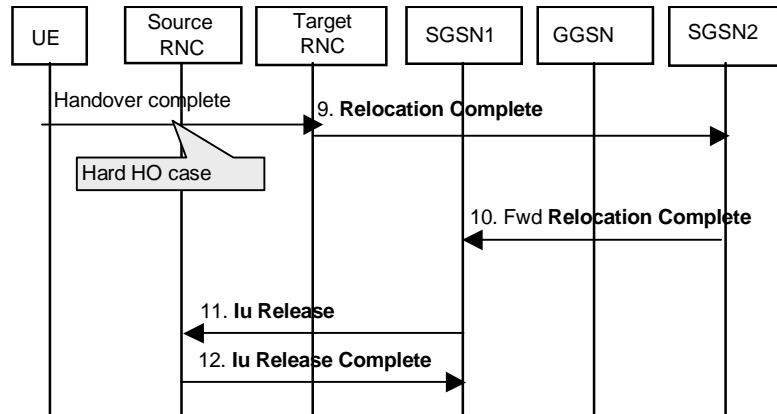 UE
Source
RNC
Target
RNC
SGSN1
GGSN
SGSN2
Handover complete
9. Relocation Complete
Hard HO case
10. Fwd Relocation Complete
11. Iu Release
12. Iu Release Complete